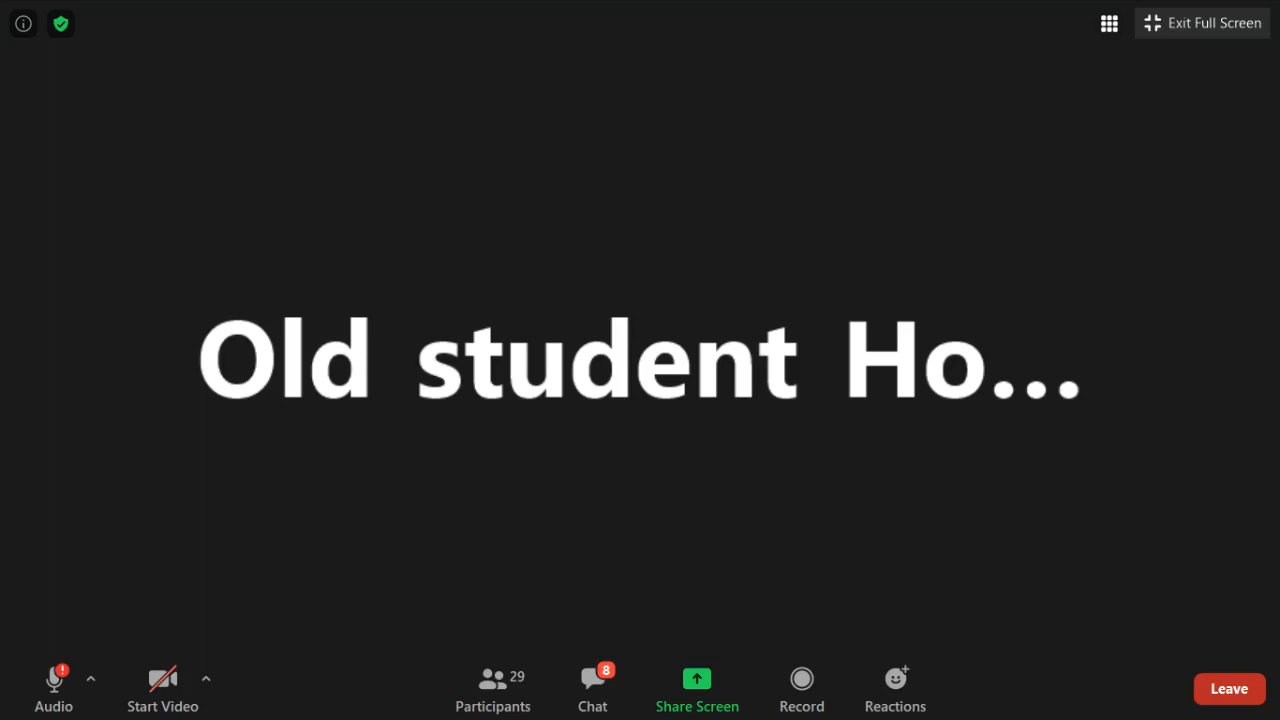 Exit Full Screen
Old student Ho...
Audio
Start Video
29
Participants
8
Chat
Share Screen
Record
Reactions
Leave